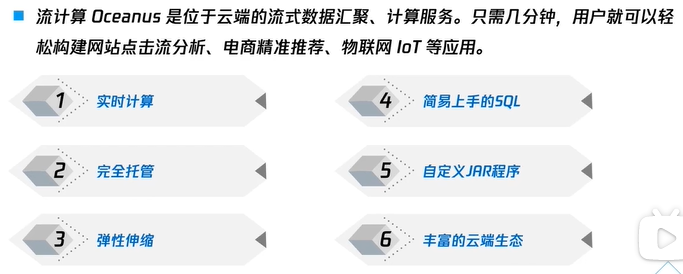 流计算 Oceanus 是位于云端的流式数据汇聚、计算服务。只需几分钟，用户就可以轻
松构建网站点击流分析、电商精准推荐、物联网 IoT 等应用。
1 实时计算
2 完全托管
3 弹性伸缩
4 简易上手的SQL
5 自定义JAR程序
6 丰富的云端生态